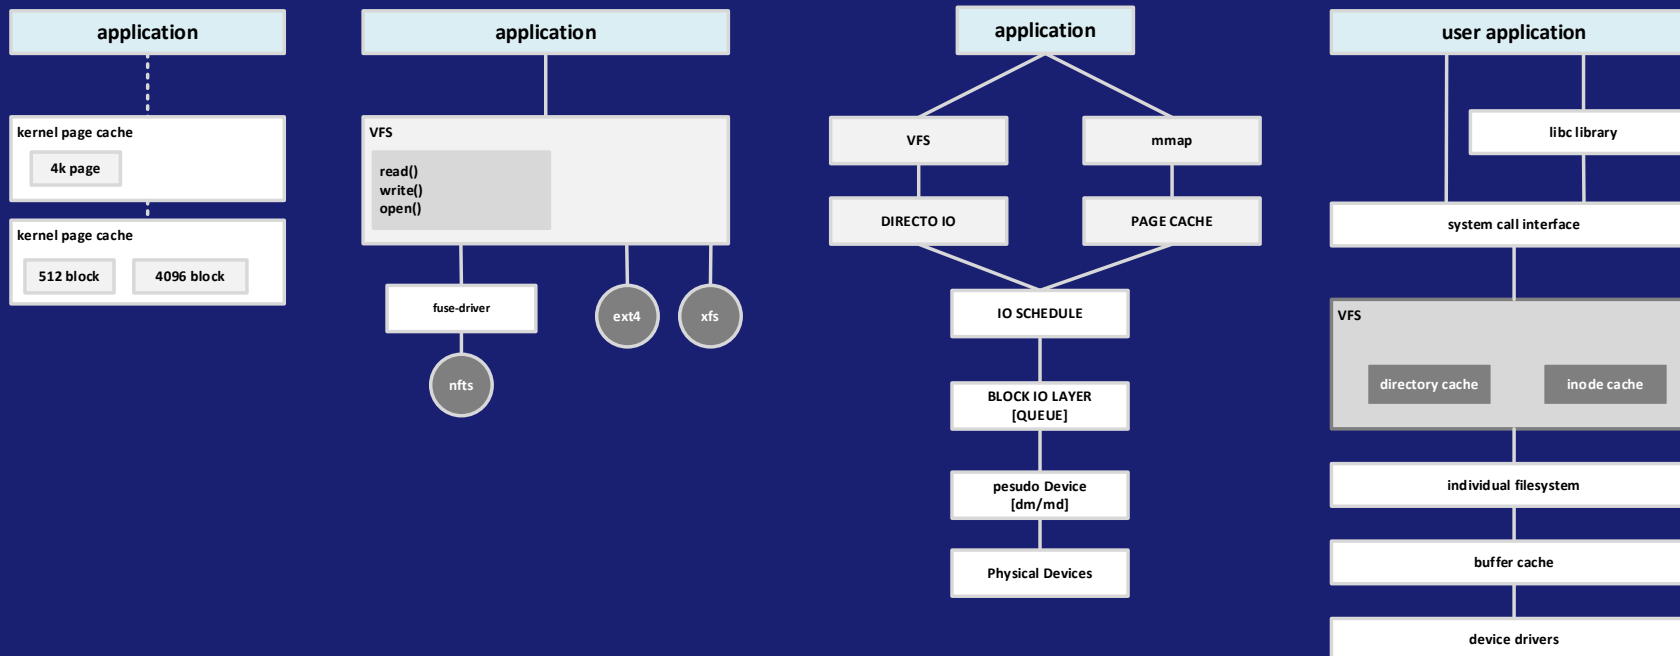 application
kernel page cache
4k page
kernel page cache
512 block
4096 block
application
VFS
read()
write()
open()
fuse-driver
ext4
xfs
nfts
application
VFS
mmap
DIRECTO IO
PAGE CACHE
IO SCHEDULE
BLOCK IO LAYER
[QUEUE]
pesudo Device
[dm/md]
Physical Devices
user application
libc library
system call interface
VFS
directory cache
inode cache
individual filesystem
buffer cache
device drivers